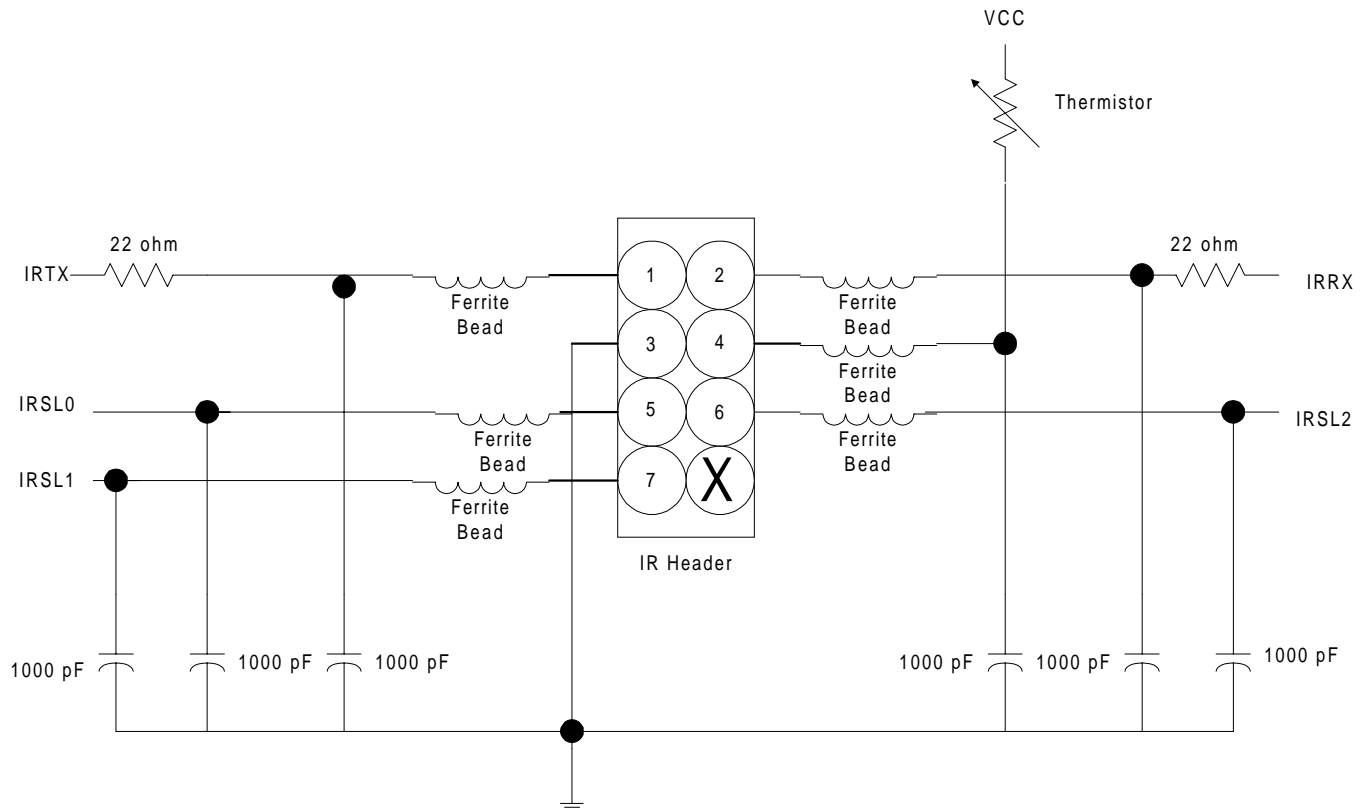 VCC
Thermistor
22 ohm
22 ohm
IRTX
1
2
IRRX
Ferrite
Bead
Ferrite
Bead
3
4
Ferrite
Bead
IRSL0
5
6
IRSL2
Ferrite
Bead
Ferrite
Bead
IRSL1
7
X
Ferrite
Bead
IR Header
1000 pF
1000 pF
1000 pF
1000 pF
1000 pF
1000 pF